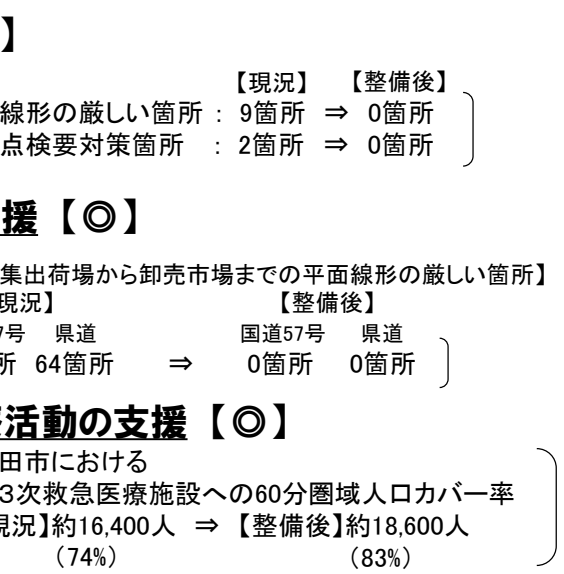 】
【現況】 【整備後】
線形の厳しい箇所 : 9箇所 ⇒ 0箇所
点検要対策箇所 : 2箇所 ⇒ 0箇所
援【◎】
集出荷場から卸売市場までの平面線形の厳しい箇所】
現況】 【整備後】
7号 県道 国道57号 県道
所 64箇所 ⇒ 0箇所 0箇所
活動の支援【◎】
田市における
3次救急医療施設への60分圏域人口カバー率
現況】約16,400人 ⇒ 【整備後】約18,600人
(74%) (83%)